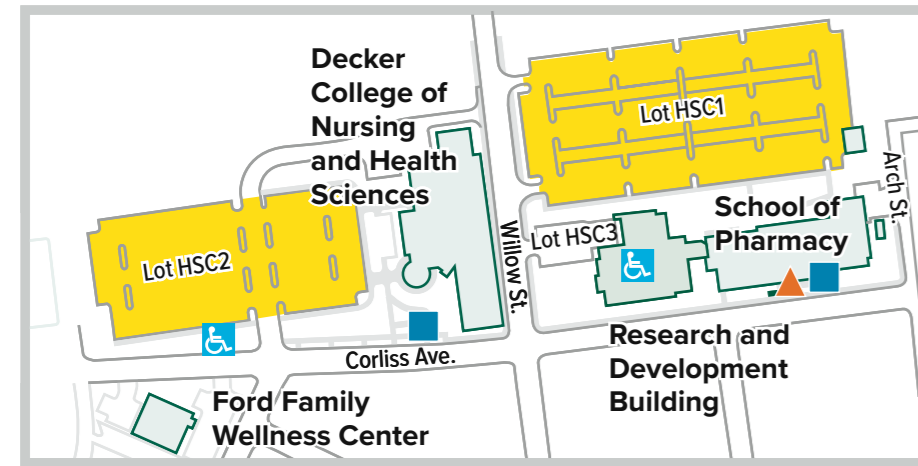 Decker
College of
Nursing
and Health
Sciences
Lot HSC1
Arch St.
School of
Pharmacy
Willow St.
Lot HSC3
Lot HSC2
Research and
Development
Building
Corliss Ave.
Ford Family
Wellness Center